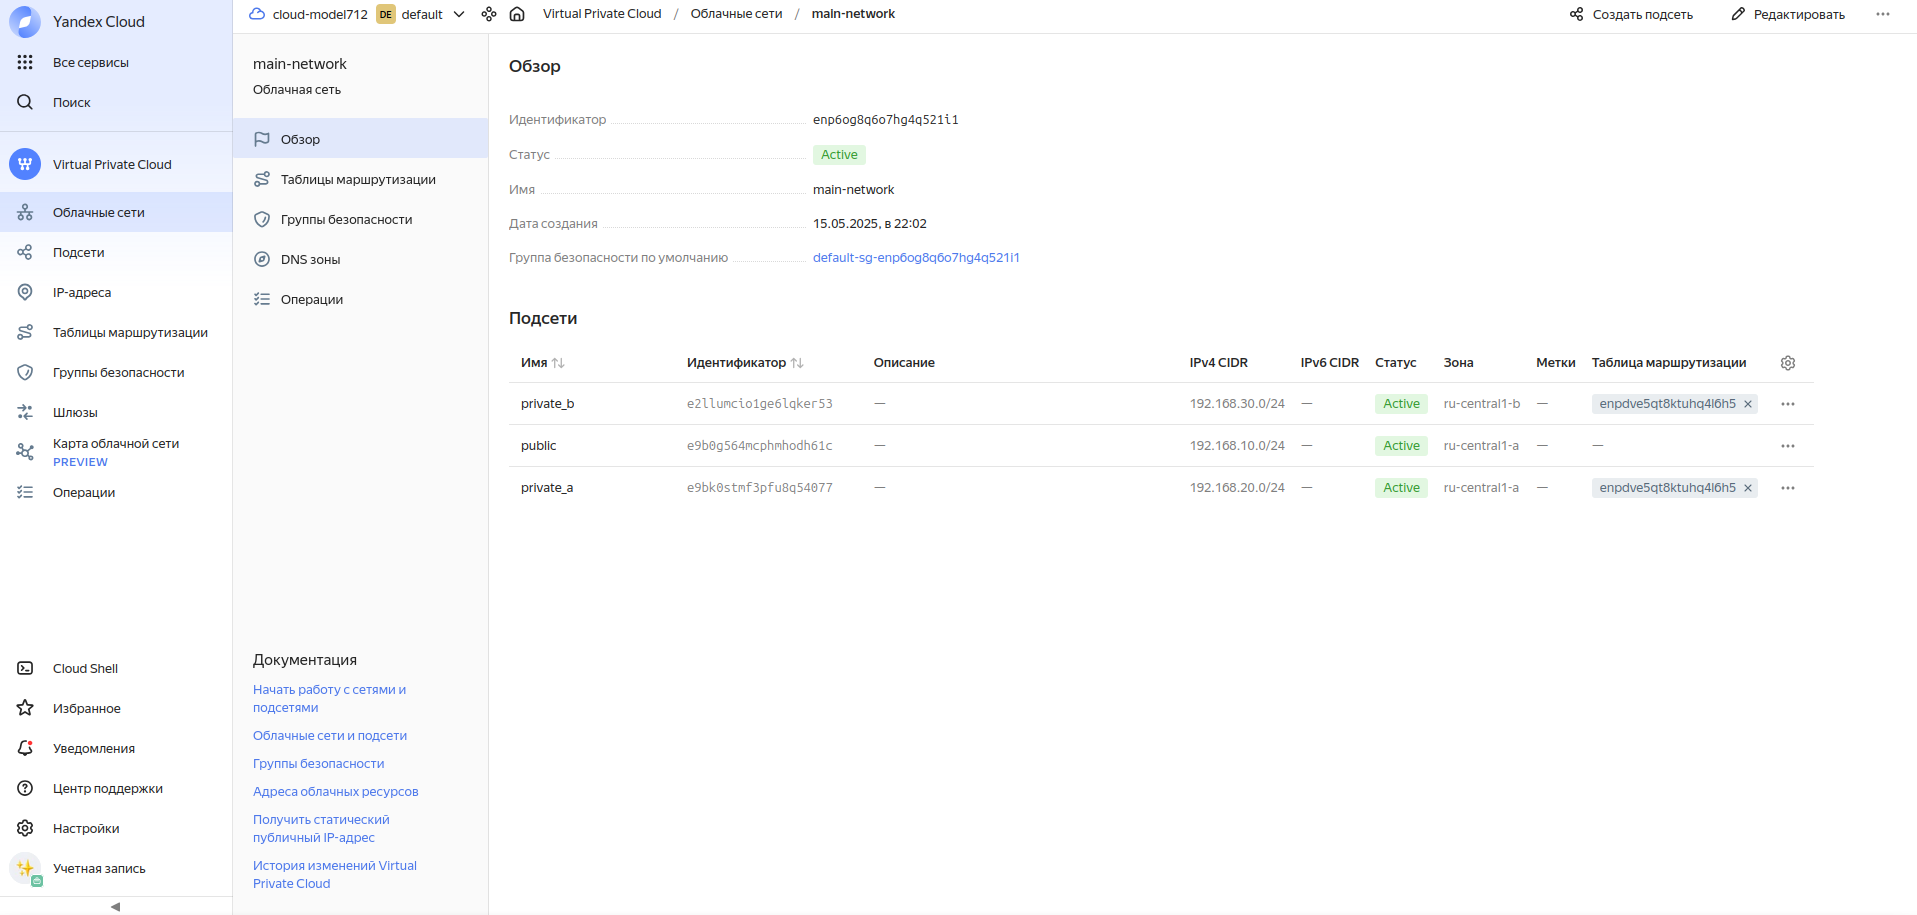 Yandex Cloud
Все сервисы
Поиск
Virtual Private Cloud
Облачные сети
Подсети
IP-адреса
Таблицы маршрутизации
Группы безопасности
Шлюзы
Карта облачной сети
PREVIEW
Операции
Cloud Shell
Избранное
Уведомления
Центр поддержки
Настройки
Учетная запись
cloud-model712 DE default Virtual Private Cloud / Облачные сети / main-network Создать подсеть Редактировать
main-network
Облачная сеть
Обзор
Таблицы маршрутизации
Группы безопасности
DNS зоны
Операции
Документация
Начать работу с сетями и
подсетями
Облачные сети и подсети
Группы безопасности
Адреса облачных ресурсов
Получить статический
публичный IP-адрес
История изменений Virtual
Private Cloud
Обзор
Идентификатор enp6og8q6o7hg4q521i1
Статус Active
Имя main-network
Дата создания 15.05.2025, в 22:02
Группа безопасности по умолчанию default-sg-enp6og8q6o7hg4q521i1
Подсети
Имя Идентификатор Описание IPv4 CIDR IPv6 CIDR Статус Зона Метки Таблица маршрутизации
private_b e2llumcio1ge6lqker53 — 192.168.30.0/24 — Active ru-central1-b — enpdve5qt8ktuhq4l6h5
public e9b0g564mcphmhodh61c — 192.168.10.0/24 — Active ru-central1-a — —
private_a e9bk0stmf3pfu8q54077 — 192.168.20.0/24 — Active ru-central1-a — enpdve5qt8ktuhq4l6h5